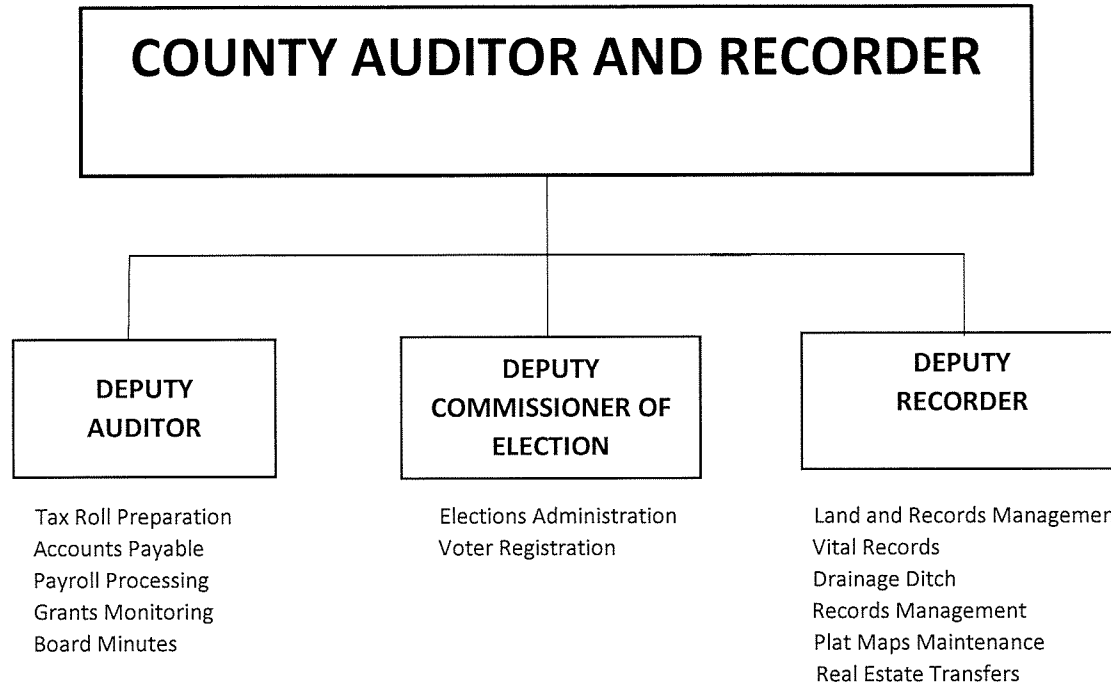 COUNTY AUDITOR AND RECORDER
DEPUTY
AUDITOR
Tax Roll Preparation
Accounts Payable
Payroll Processing
Grants Monitoring
Board Minutes
DEPUTY
COMMISSIONER OF
ELECTION
Elections Administration
Voter Registration
DEPUTY
RECORDER
Land and Records Managemen
Vital Records
Drainage Ditch
Records Management
Plat Maps Maintenance
Real Estate Transfers